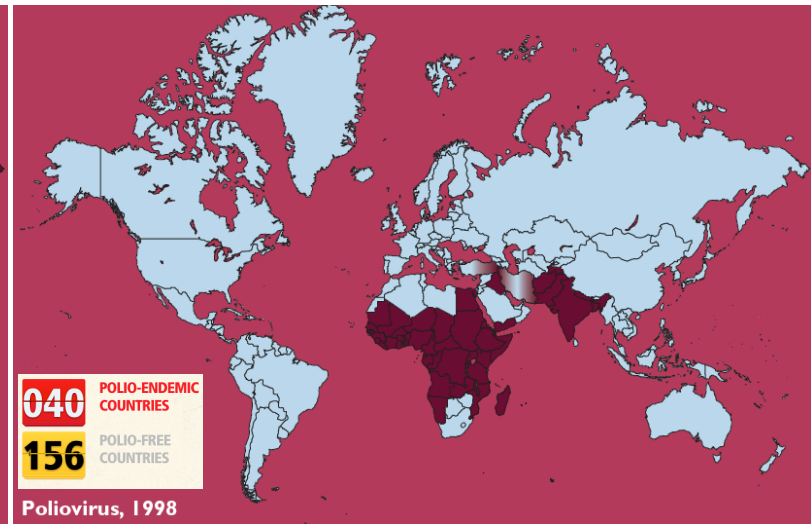 040
POLIO-ENDEMIC
COUNTRIES
156
POLIO-FREE
COUNTRIES
Poliovirus, 1998